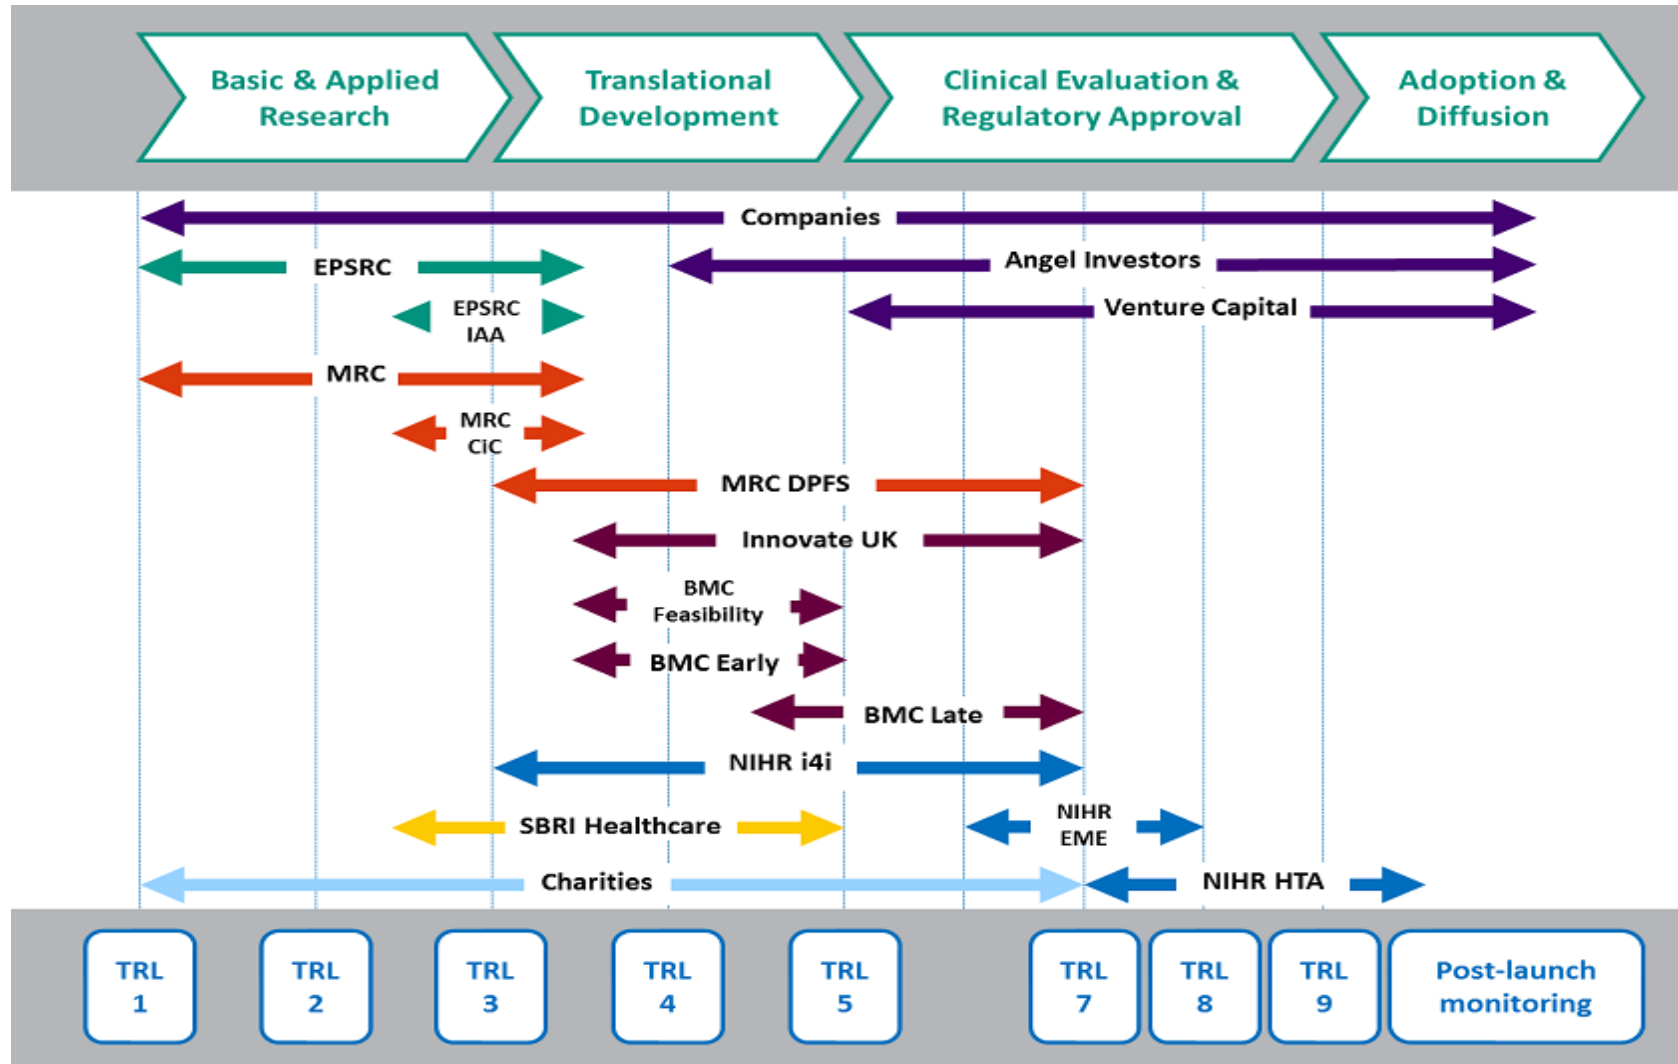 Basic & Applied
Research
Translational
Development
Clinical Evaluation &
Regulatory Approval
Adoption &
Diffusion
Companies
EPSRC
Angel Investors
EPSRC
IAA
Venture Capital
MRC
MRC
CiC
MRC DPFS
Innovate UK
BMC
Feasibility
BMC Early
BMC Late
NIHR i4i
SBRI Healthcare
NIHR
EME
Charities
NIHR HTA
TRL
1
TRL
2
TRL
3
TRL
4
TRL
5
TRL
7
TRL
8
TRL
9
Post-launch
monitoring